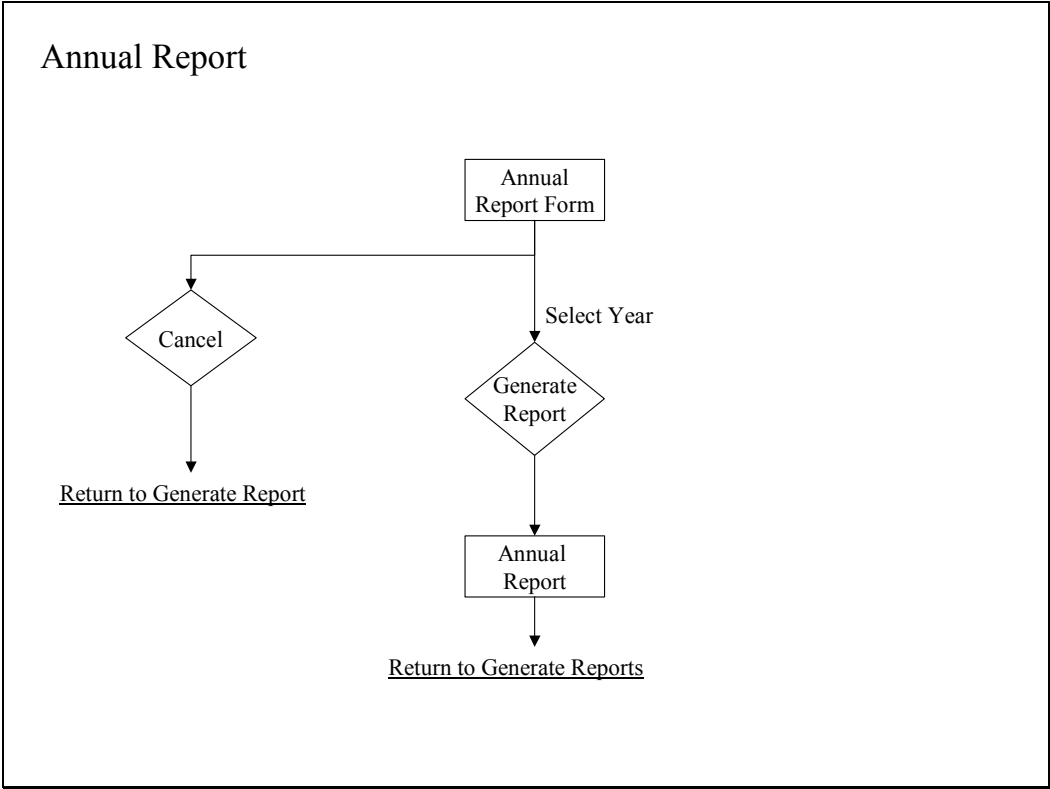 Annual Report
Annual
Report Form
Select Year
Cancel
Generate
Report
Return to Generate Report
Annual
Report
Return to Generate Reports